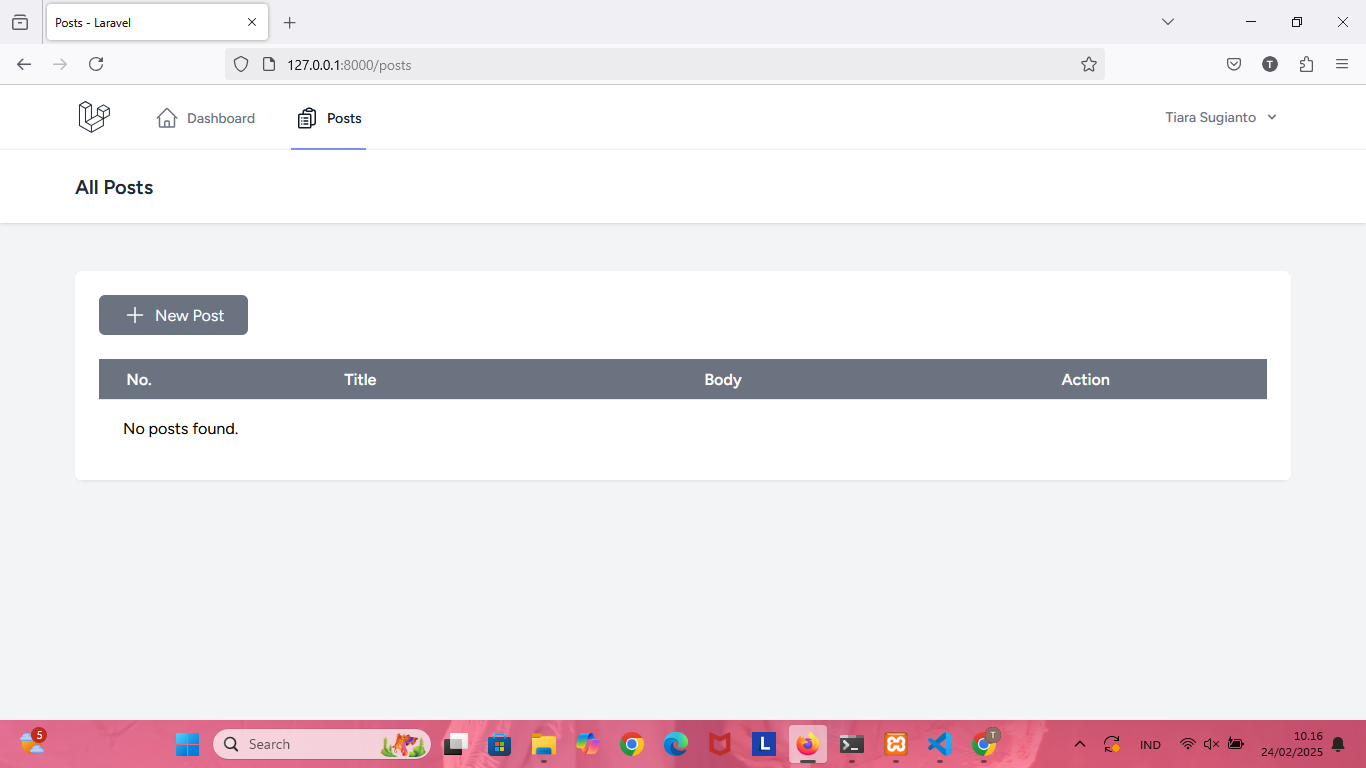 Posts - Laravel
127.0.0.1:8000/posts
T
Dashboard
Posts
Tiara Sugianto
All Posts
New Post
No. Title Body Action
No posts found.
5
Search
L
T
IND
10.16
24/02/2025